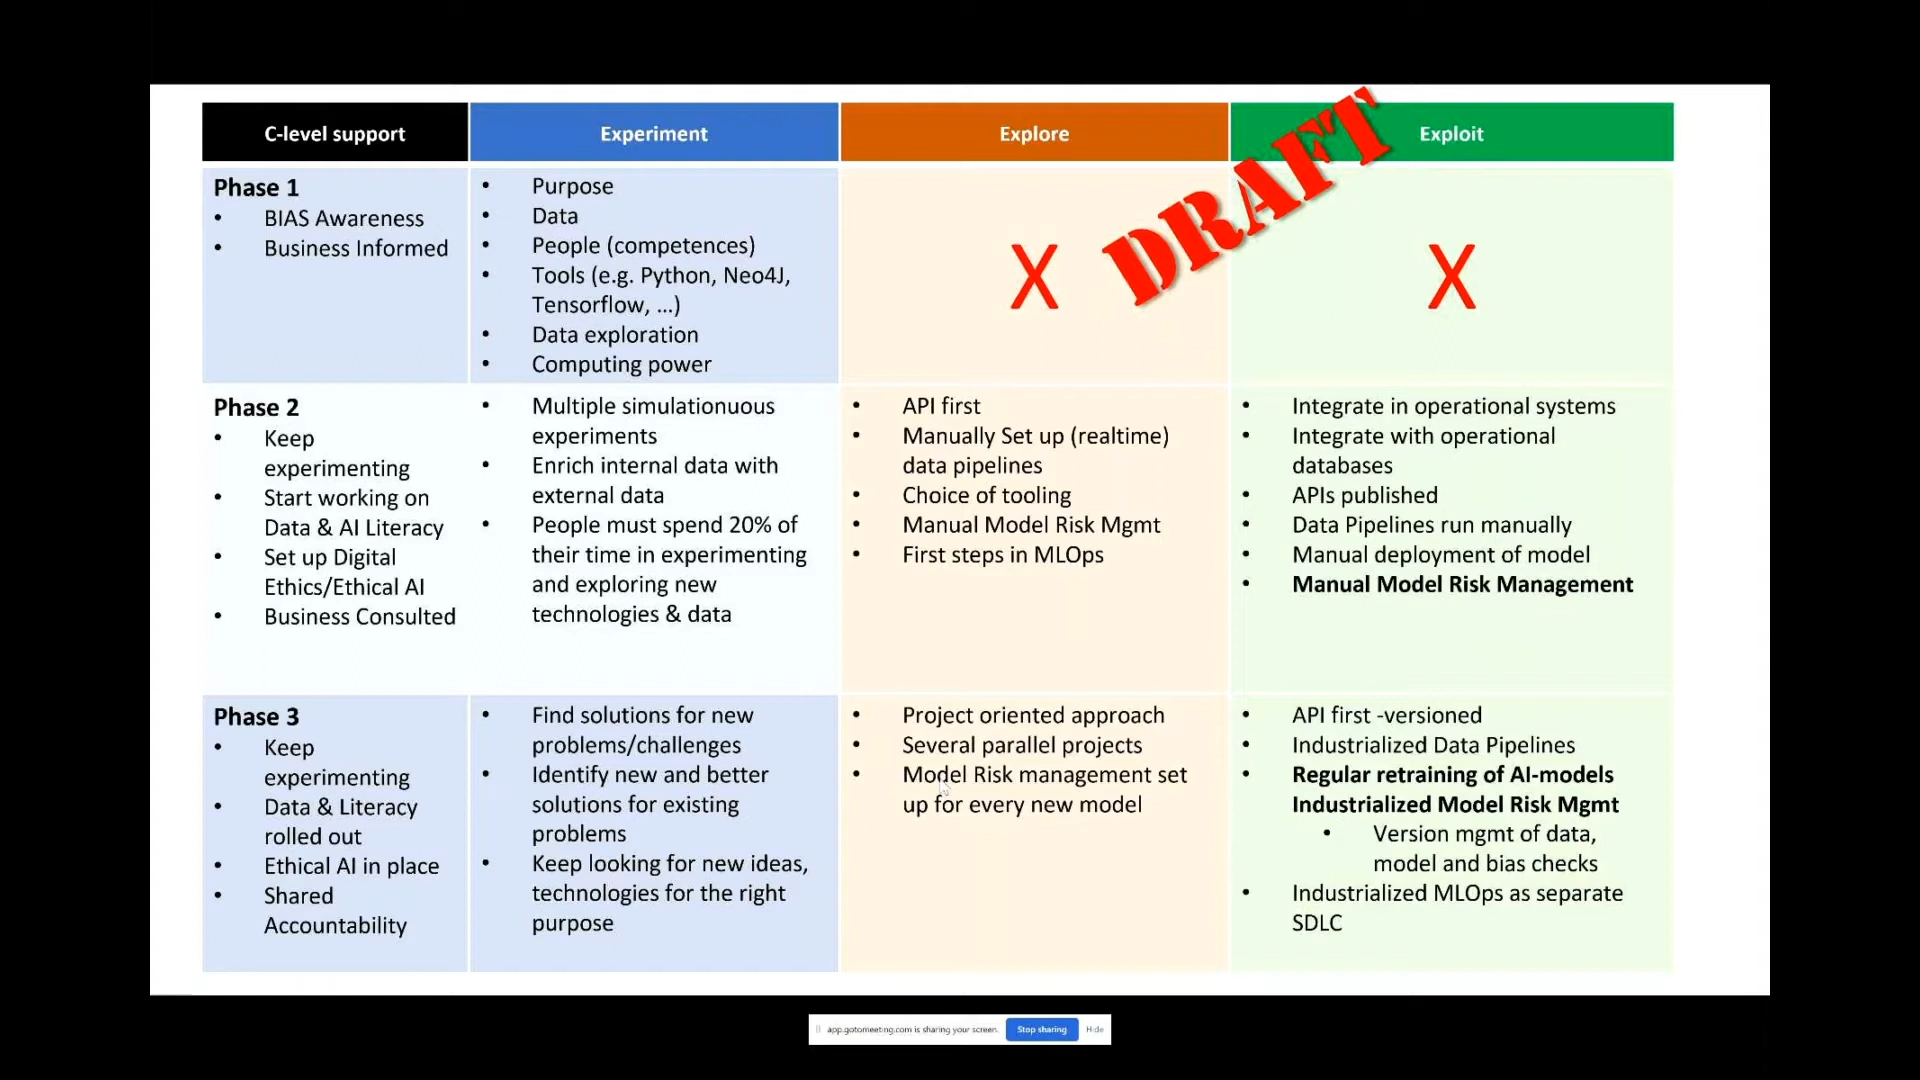 C-level support
Experiment
Explore
Exploit
DRAFT
Phase 1
• BIAS Awareness
• Business Informed
• Purpose
• Data
• People (competences)
• Tools (e.g. Python, Neo4J,
Tensorflow, ...)
• Data exploration
• Computing power
X
X
Phase 2
• Keep
experimenting
• Start working on
Data & AI Literacy
• Set up Digital
Ethics/Ethical AI
• Business Consulted
• Multiple simulationuous
experiments
• Enrich internal data with
external data
• People must spend 20% of
their time in experimenting
and exploring new
technologies & data
• API first
• Manually Set up (realtime)
data pipelines
• Choice of tooling
• Manual Model Risk Mgmt
• First steps in MLOps
• Integrate in operational systems
• Integrate with operational
databases
• APIs published
• Data Pipelines run manually
• Manual deployment of model
• Manual Model Risk Management
Phase 3
• Keep
experimenting
• Data & Literacy
rolled out
• Ethical AI in place
• Shared
Accountability
• Find solutions for new
problems/challenges
• Identify new and better
solutions for existing
problems
• Keep looking for new ideas,
technologies for the right
purpose
• Project oriented approach
• Several parallel projects
• Model Risk management set
up for every new model
• API first -versioned
• Industrialized Data Pipelines
• Regular retraining of AI-models
Industrialized Model Risk Mgmt
• Version mgmt of data,
model and bias checks
• Industrialized MLOps as separate
SDLC
app.gotomeeting.com is sharing your screen.
Stop sharing
Hide